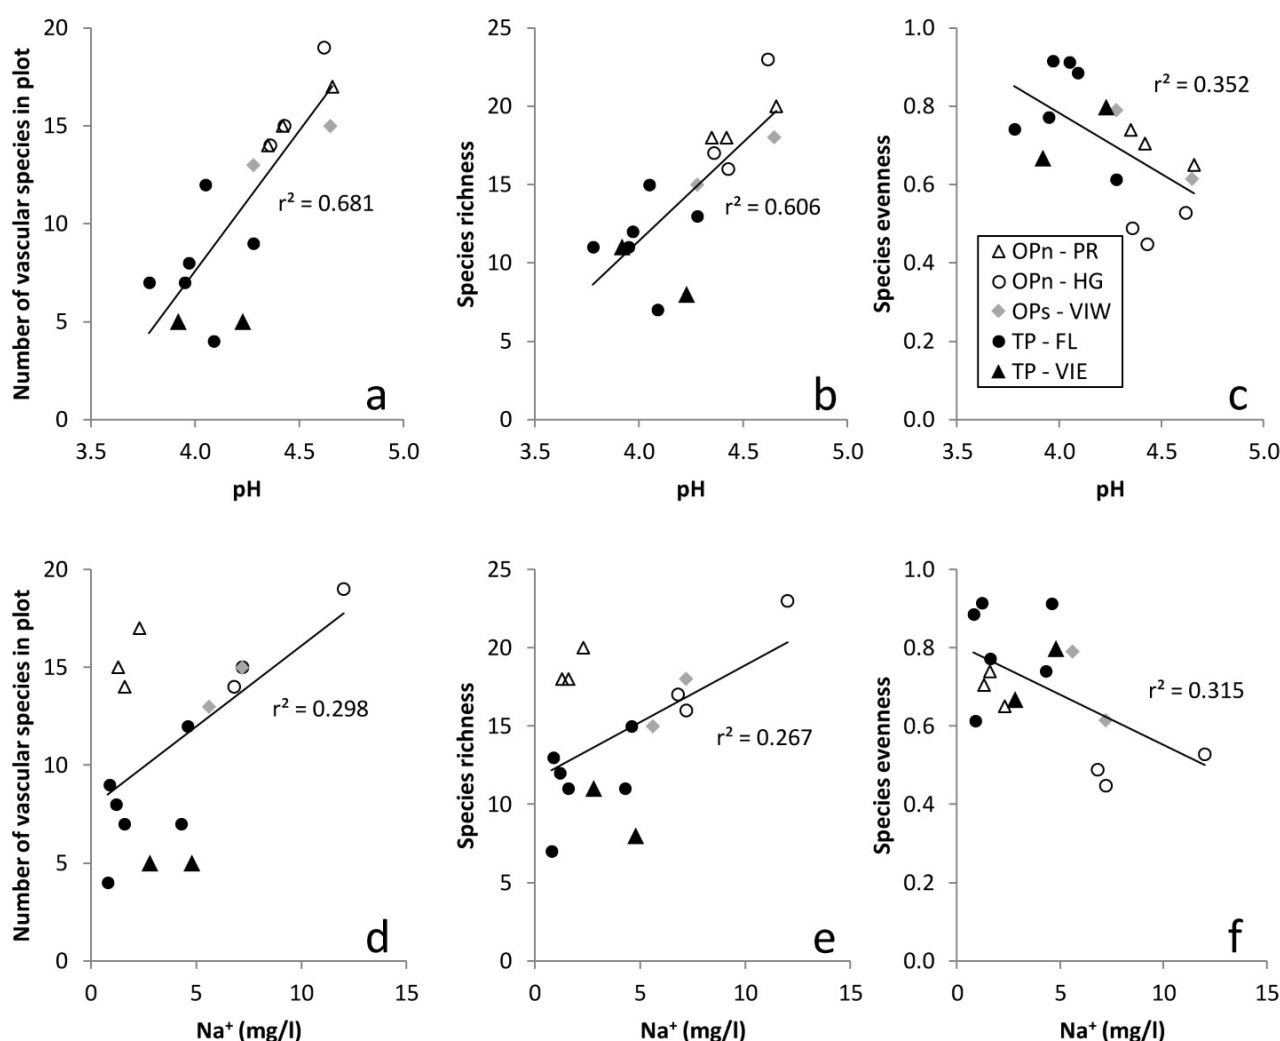 Number of vascular species in plot
20
15
10
5
0
r² = 0.681
a
3.5 4.0 4.5 5.0
pH
Species richness
25
20
15
10
5
0
r² = 0.606
b
3.5 4.0 4.5 5.0
pH
Species evenness
1.0
0.8
0.6
0.4
0.2
0.0
r² = 0.352
OPn - PR
OPn - HG
OPs - VIW
TP - FL
TP - VIE
c
3.5 4.0 4.5 5.0
pH
Number of vascular species in plot
20
15
10
5
0
r² = 0.298
d
0 5 10 15
Na⁺ (mg/l)
Species richness
25
20
15
10
5
0
r² = 0.267
e
0 5 10 15
Na⁺ (mg/l)
Species evenness
1.0
0.8
0.6
0.4
0.2
0.0
r² = 0.315
f
0 5 10 15
Na⁺ (mg/l)